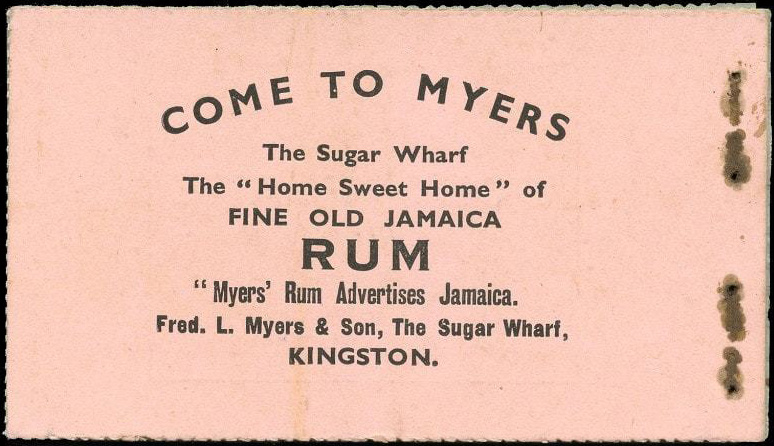 COME TO MYERS
The Sugar Wharf
The "Home Sweet Home" of
FINE OLD JAMAICA
RUM
"Myers' Rum Advertises Jamaica.
Fred. L. Myers & Son, The Sugar Wharf,
KINGSTON.